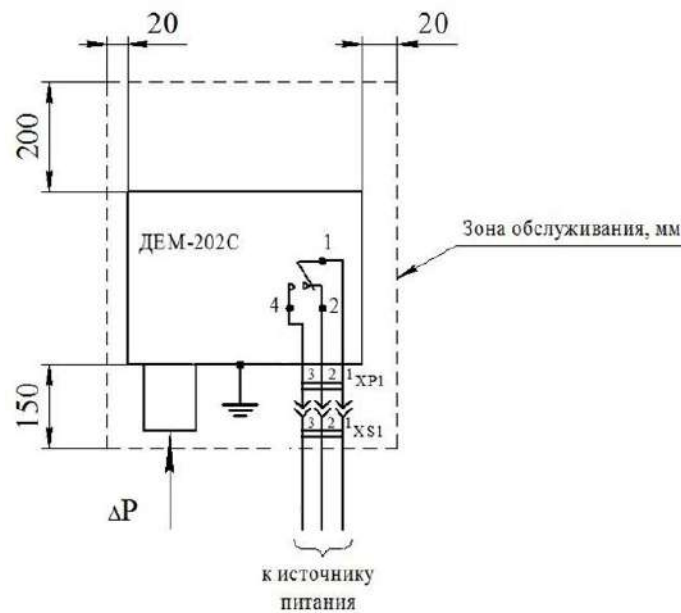 20
20
200
ДЕМ-202С
1
Зона обслуживания, мм
4
2
150
3 2 1 XP1
3 2 1 XS1
ΔP
к источнику
питания